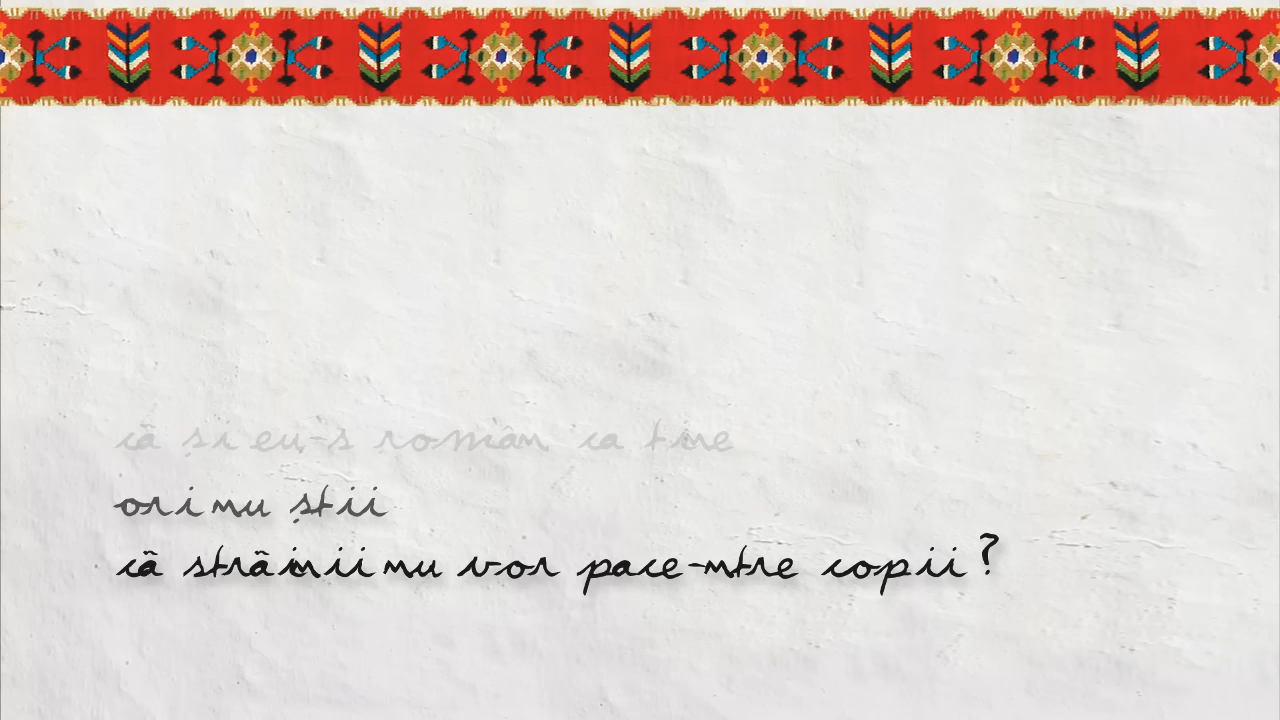 că și eu-s român ca tine
ori nu știi
că străinii nu vor pace-ntre copii?